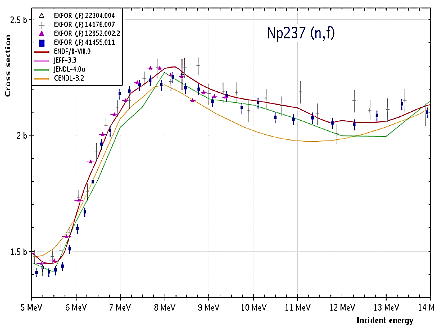 2.5 b
EXFOR (,F) 22304.004
EXFOR (,F) 14176.007
EXFOR (,F) 12352.002.2
EXFOR (,F) 41455.011
ENDF/B-VIII.0
JEFF-3.3
JENDL-4.0u
CENDL-3.2
Np237 (n,f)
Cross section
2 b
1.5 b
5 MeV 6 MeV 7 MeV 8 MeV 9 MeV 10 MeV 11 MeV 12 MeV 13 MeV 14 M
Incident energy